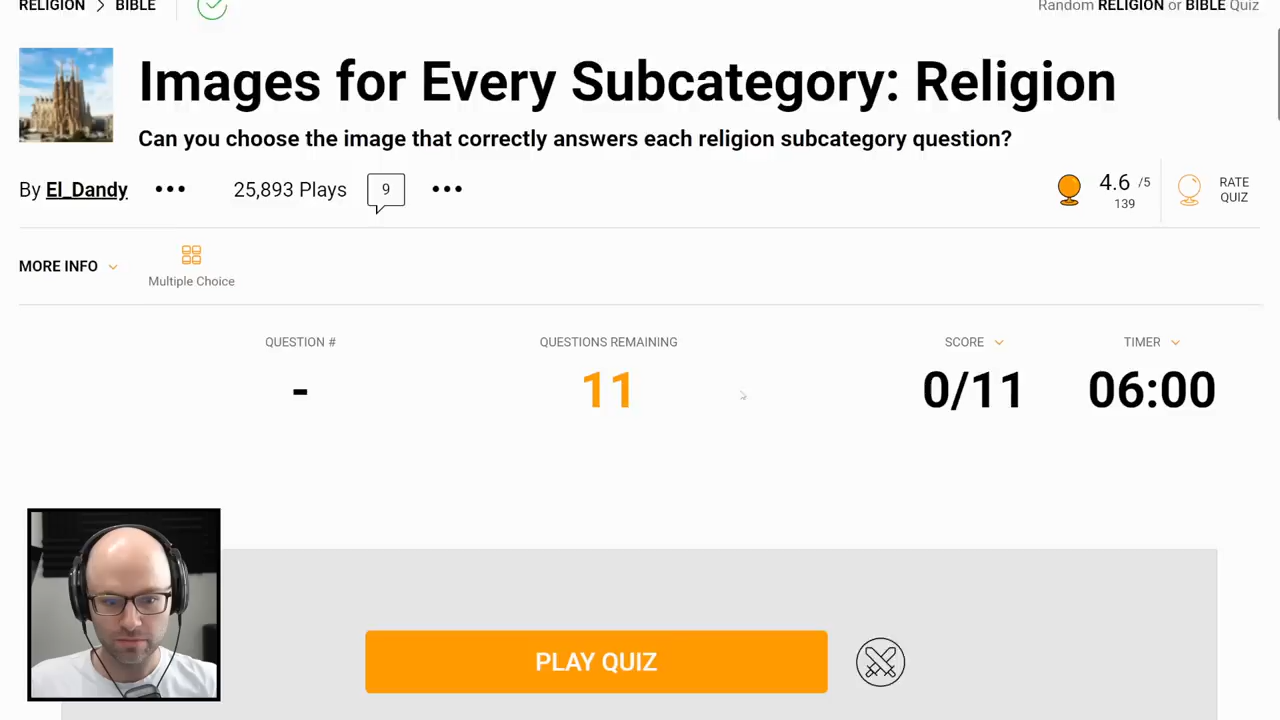 RELIGION > BIBLE
Random RELIGION or BIBLE Quiz
Images for Every Subcategory: Religion
Can you choose the image that correctly answers each religion subcategory question?
By El_Dandy ••• 25,893 Plays 9 •••
4.6 /5
139
RATE
QUIZ
MORE INFO
Multiple Choice
QUESTION #
-
QUESTIONS REMAINING
11
SCORE
0/11
TIMER
06:00
PLAY QUIZ